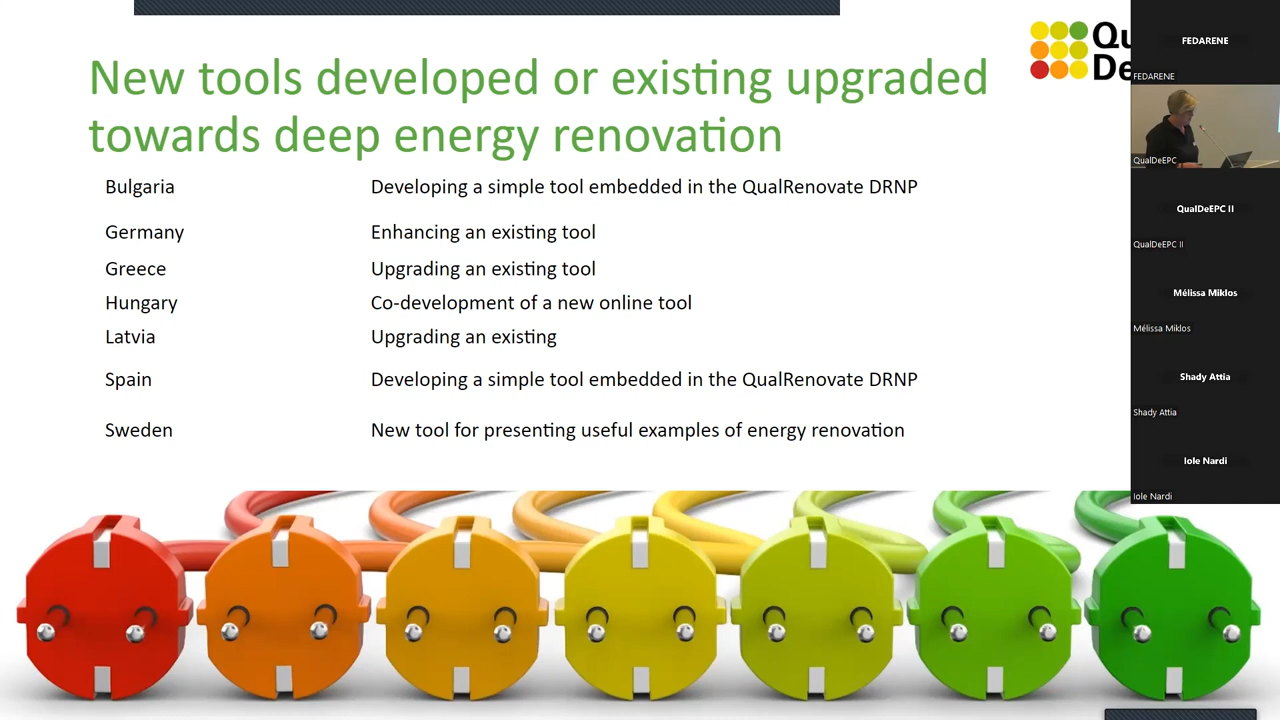 New tools developed or existing upgraded
towards deep energy renovation
Bulgaria Developing a simple tool embedded in the QualRenovate DRNP
Germany Enhancing an existing tool
Greece Upgrading an existing tool
Hungary Co-development of a new online tool
Latvia Upgrading an existing
Spain Developing a simple tool embedded in the QualRenovate DRNP
Sweden New tool for presenting useful examples of energy renovation
Qu
De
FEDARENE
FEDARENE
QualDeEPC
QualDeEPC II
QualDeEPC II
Mélissa Miklos
Mélissa Miklos
Shady Attia
Shady Attia
Iole Nardi
Iole Nardi